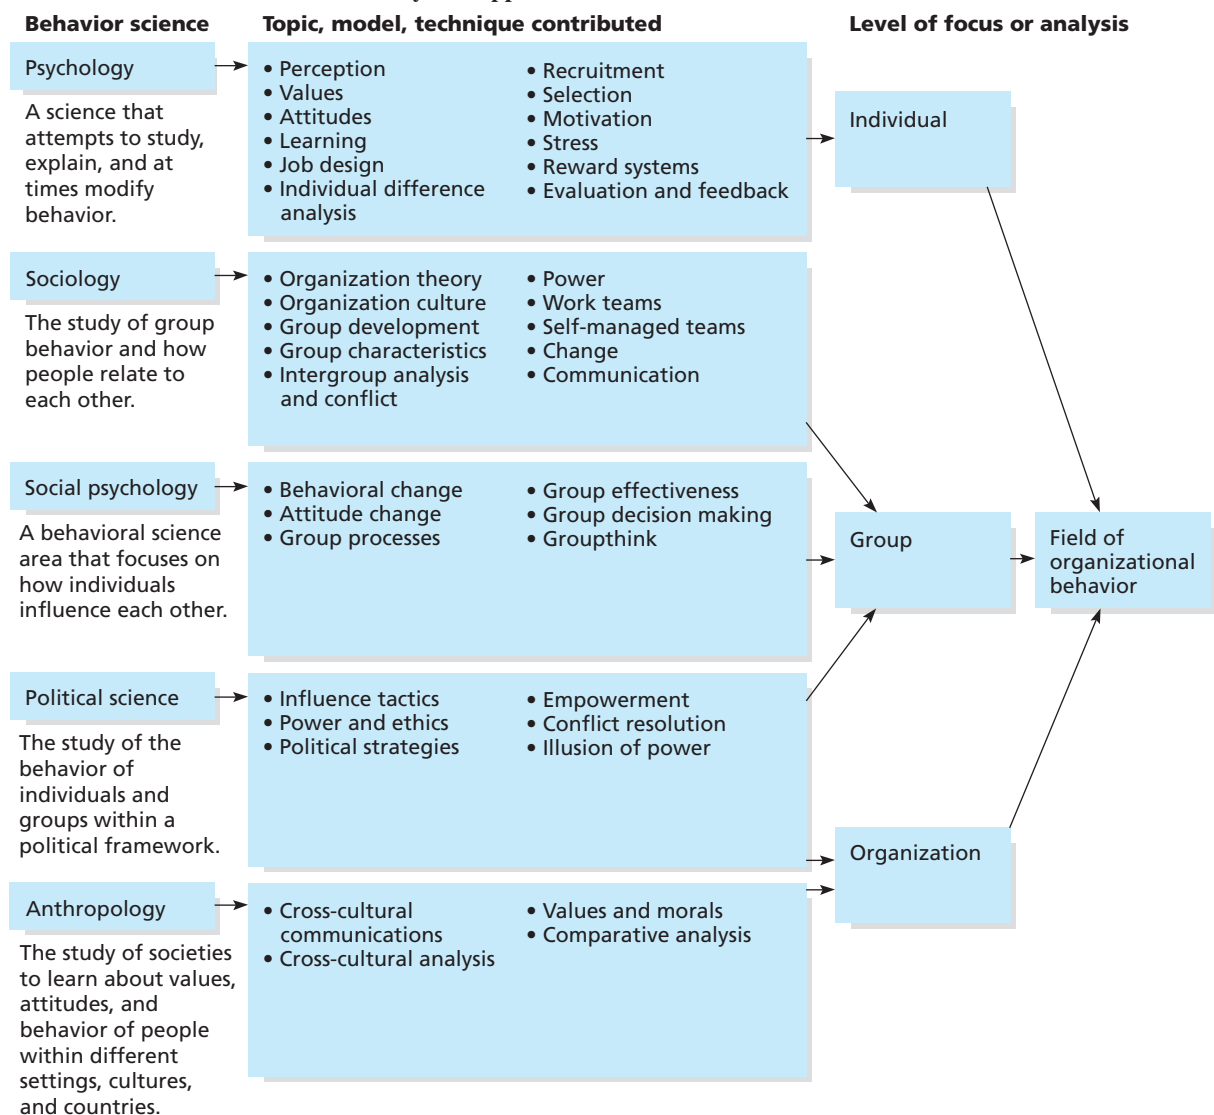 Behavior science
Topic, model, technique contributed
Level of focus or analysis
Psychology
A science that
attempts to study,
explain, and at
times modify
behavior.
• Perception
• Values
• Attitudes
• Learning
• Job design
• Individual difference
analysis
• Recruitment
• Selection
• Motivation
• Stress
• Reward systems
• Evaluation and feedback
Individual
Sociology
The study of group
behavior and how
people relate to
each other.
• Organization theory
• Organization culture
• Group development
• Group characteristics
• Intergroup analysis
and conflict
• Power
• Work teams
• Self-managed teams
• Change
• Communication
Social psychology
A behavioral science
area that focuses on
how individuals
influence each other.
• Behavioral change
• Attitude change
• Group processes
• Group effectiveness
• Group decision making
• Groupthink
Group
Field of
organizational
behavior
Political science
The study of the
behavior of
individuals and
groups within a
political framework.
• Influence tactics
• Power and ethics
• Political strategies
• Empowerment
• Conflict resolution
• Illusion of power
Organization
Anthropology
The study of societies
to learn about values,
attitudes, and
behavior of people
within different
settings, cultures,
and countries.
• Cross-cultural
communications
• Cross-cultural analysis
• Values and morals
• Comparative analysis